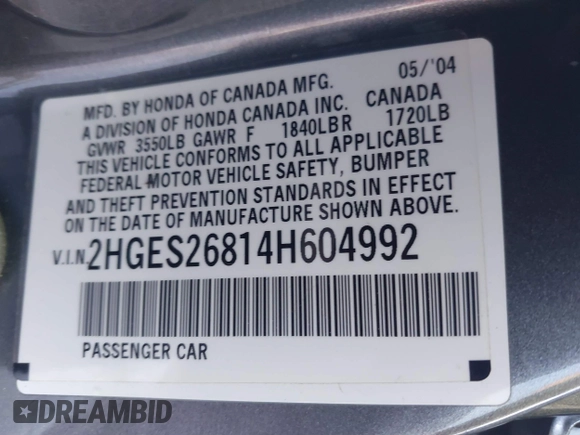 05/'04
MFD. BY HONDA OF CANADA MFG.
A DIVISION OF HONDA CANADA INC. CANADA
GVWR 3550LB GAWR F 1840LBR 1720LB
THIS VEHICLE CONFORMS TO ALL APPLICABLE
FEDERAL MOTOR VEHICLE SAFETY, BUMPER
AND THEFT PREVENTION STANDARDS IN EFFECT
ON THE DATE OF MANUFACTURE SHOWN ABOVE.
V.I.N. 2HGES26814H604992
PASSENGER CAR
DREAMBID